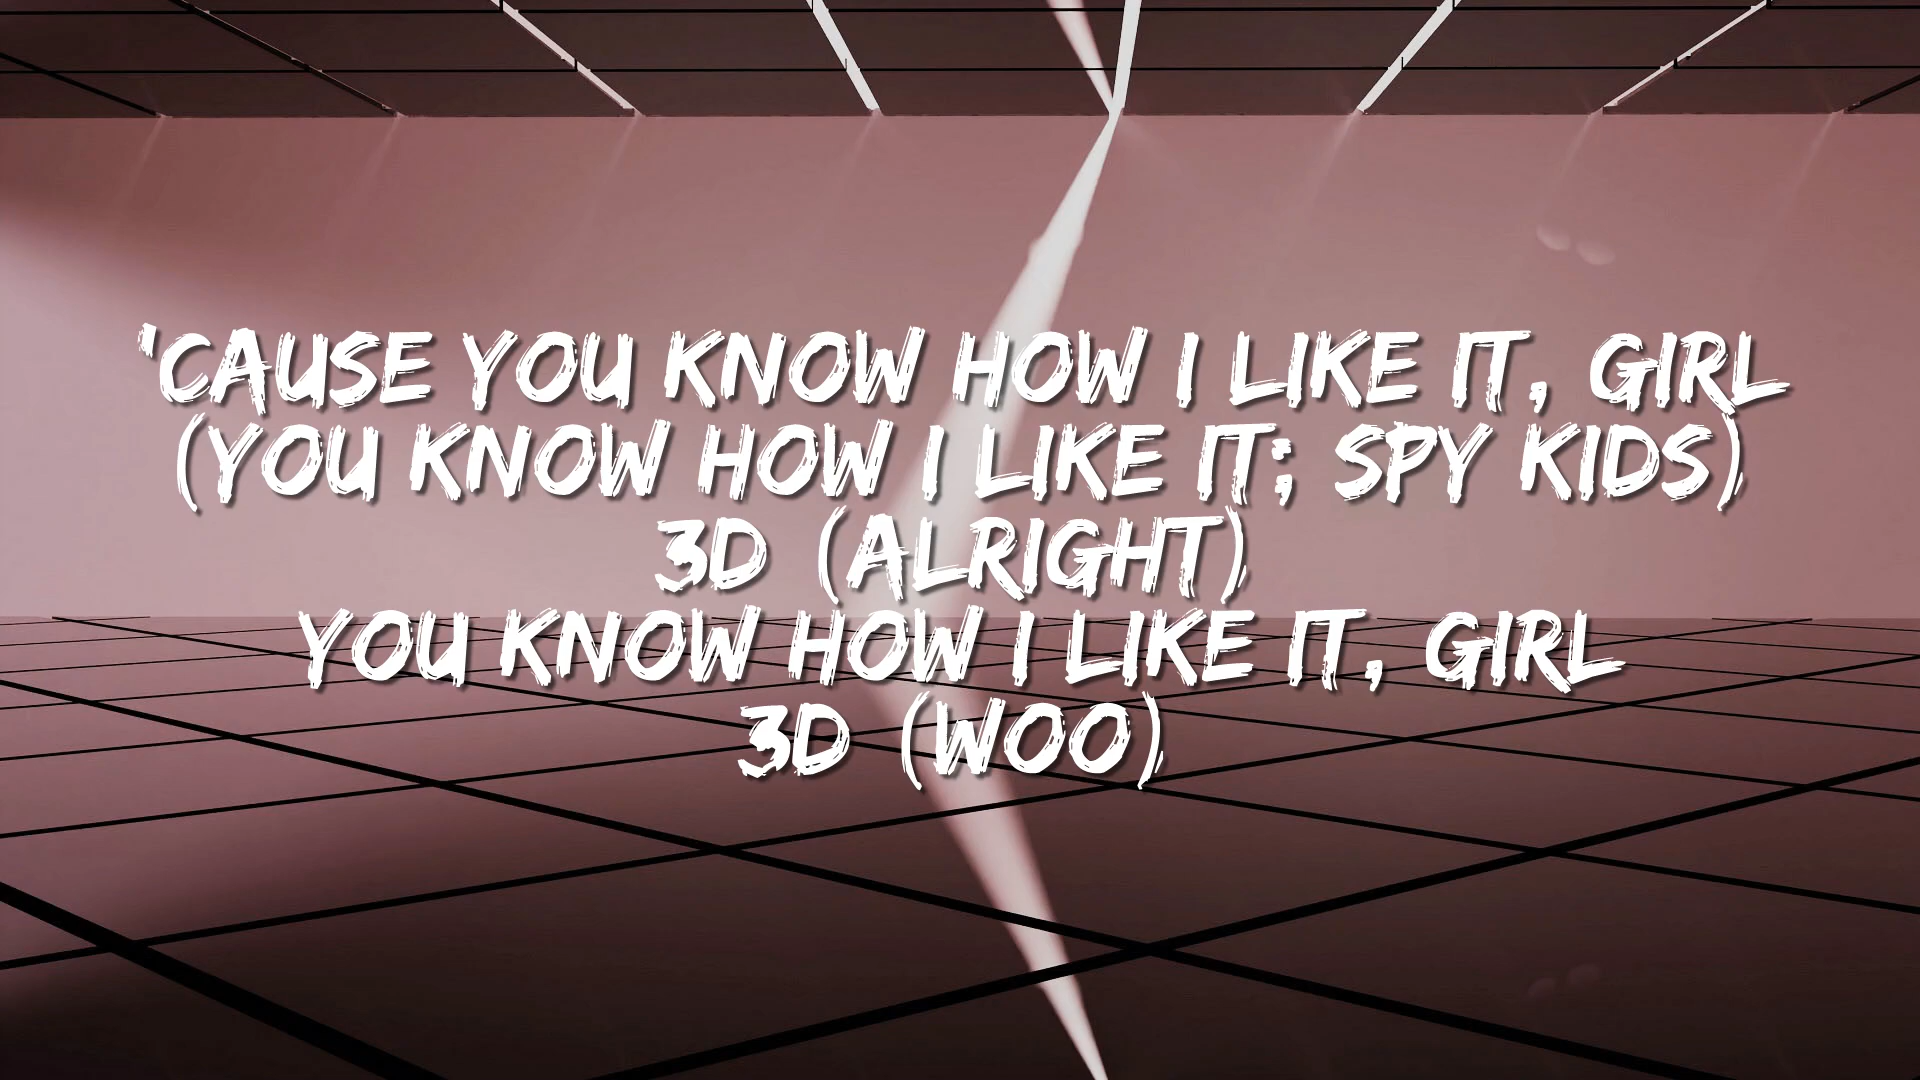 'CAUSE YOU KNOW HOW I LIKE IT, GIRL
(YOU KNOW HOW I LIKE IT; SPY KIDS)
3D (ALRIGHT)
YOU KNOW HOW I LIKE IT, GIRL
3D (WOO)